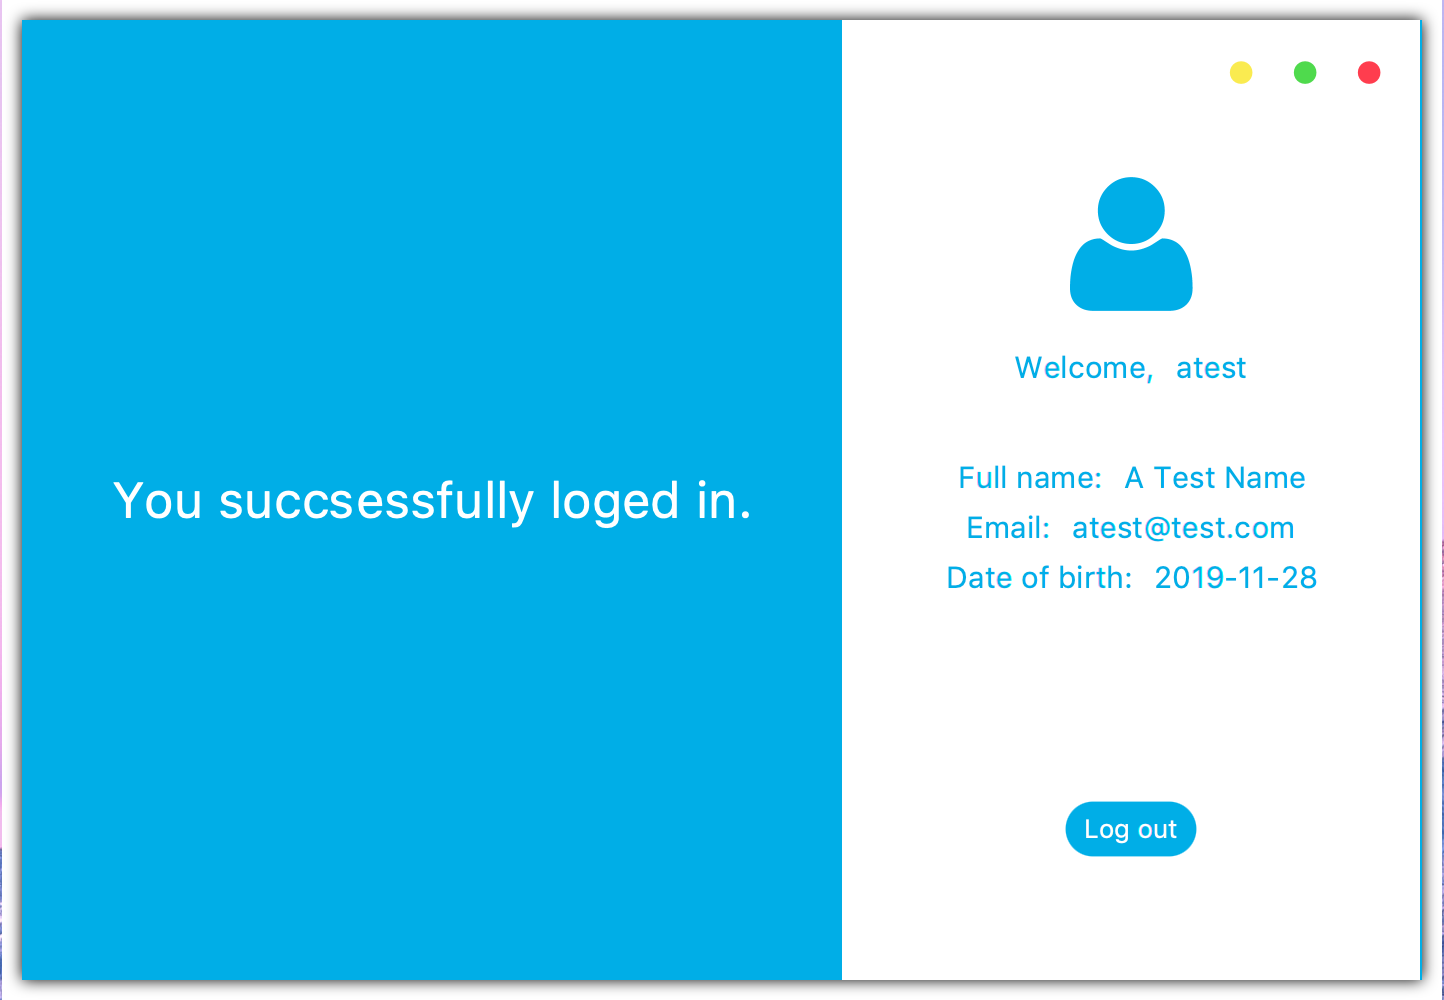 You succsessfully loged in.
Welcome, atest
Full name: A Test Name
Email: atest@test.com
Date of birth: 2019-11-28
Log out